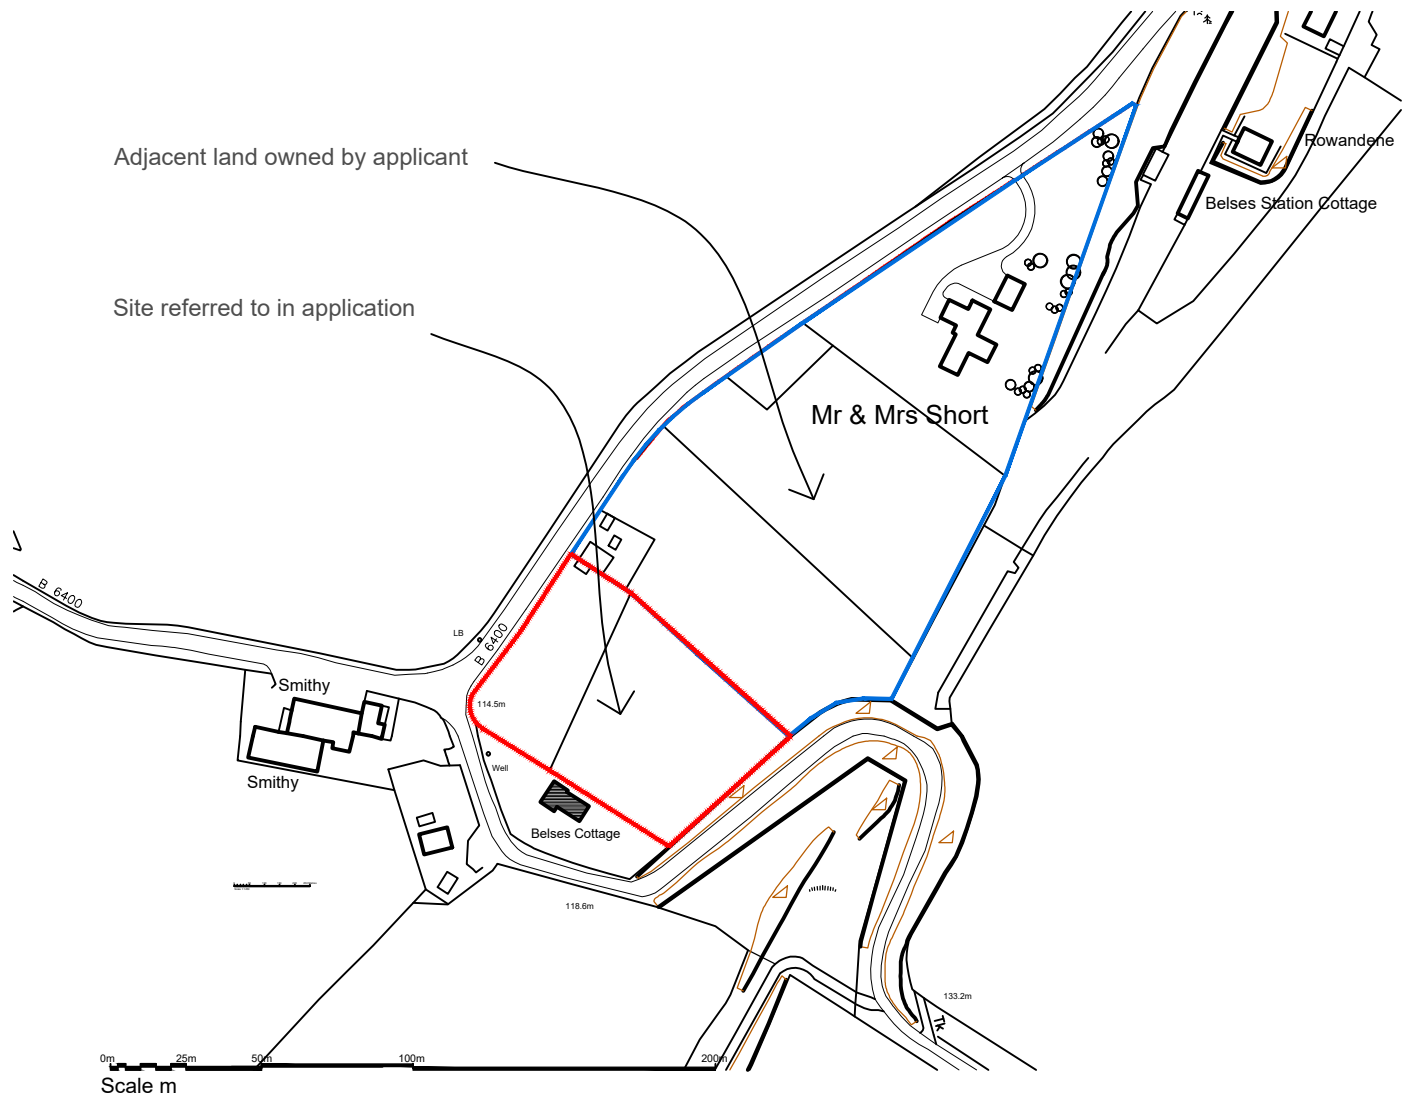 Rowandene
Adjacent land owned by applicant
Belses Station Cottage
Site referred to in application
Mr & Mrs Short
B 6400
LB
B 6400
Smithy
114.5m
Well
Smithy
Belses Cottage
118.6m
133.2m
Tk
0m 25m 50m 100m 200m
Scale m